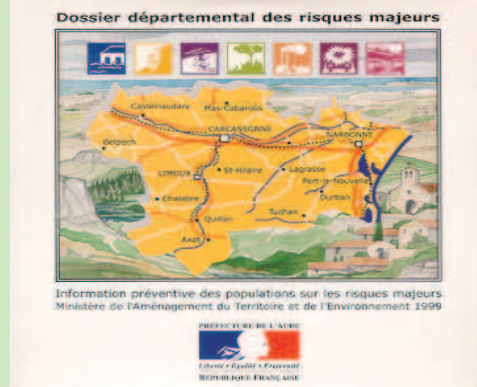 Dossier départemental des risques majeurs
Castelnaudary
Mas-Cabardès
CARCASSONNE
NARBONNE
Belpech
LIMOUX
St-Hilaire
Lagrasse
Port-la-Nouvelle
Chalabre
Durban
Quillan
Tuchan
Axat
Information préventive des populations sur les risques majeurs
Ministère de l'Aménagement du Territoire et de l'Environnement 1999
PRÉFECTURE DE L'AUDE
Liberté • Égalité • Fraternité
RÉPUBLIQUE FRANÇAISE